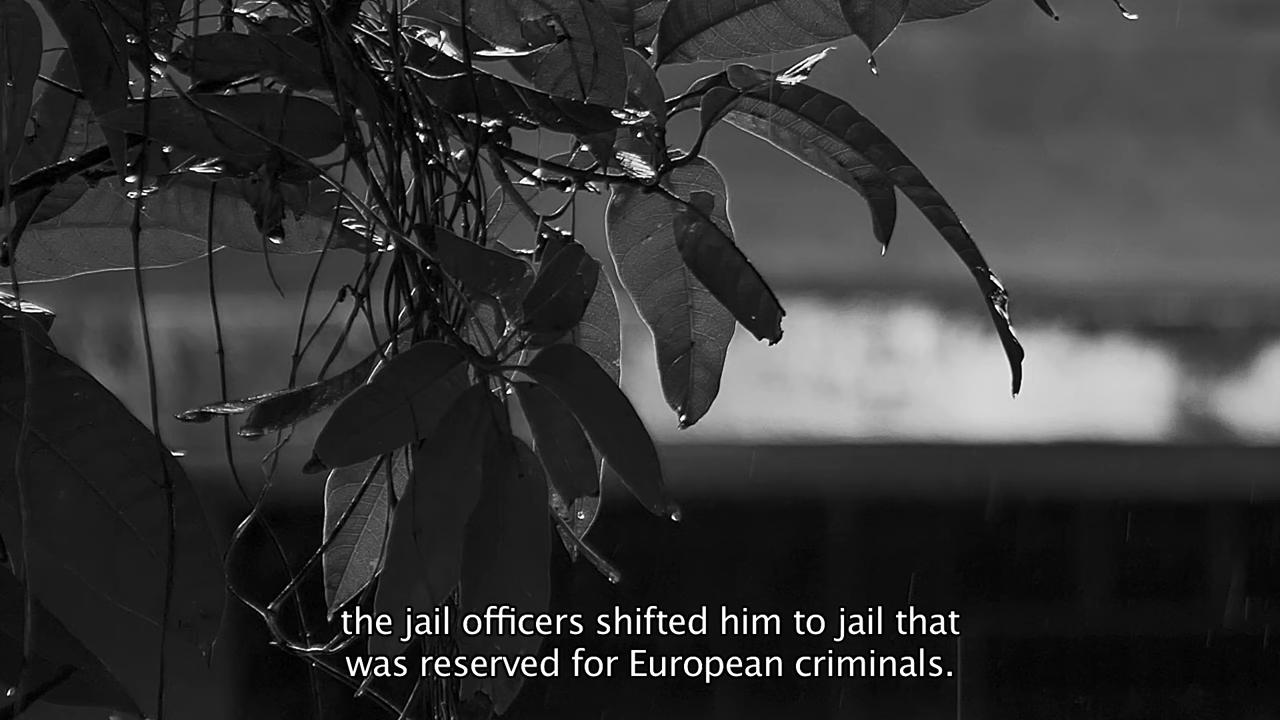 the jail officers shifted him to jail that
was reserved for European criminals.